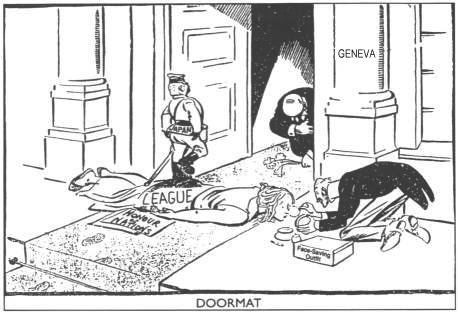 GENEVA
JAPAN
LEAGUE
HONOUR
OF
NATIONS
Face-Saving
Outfit
DOORMAT